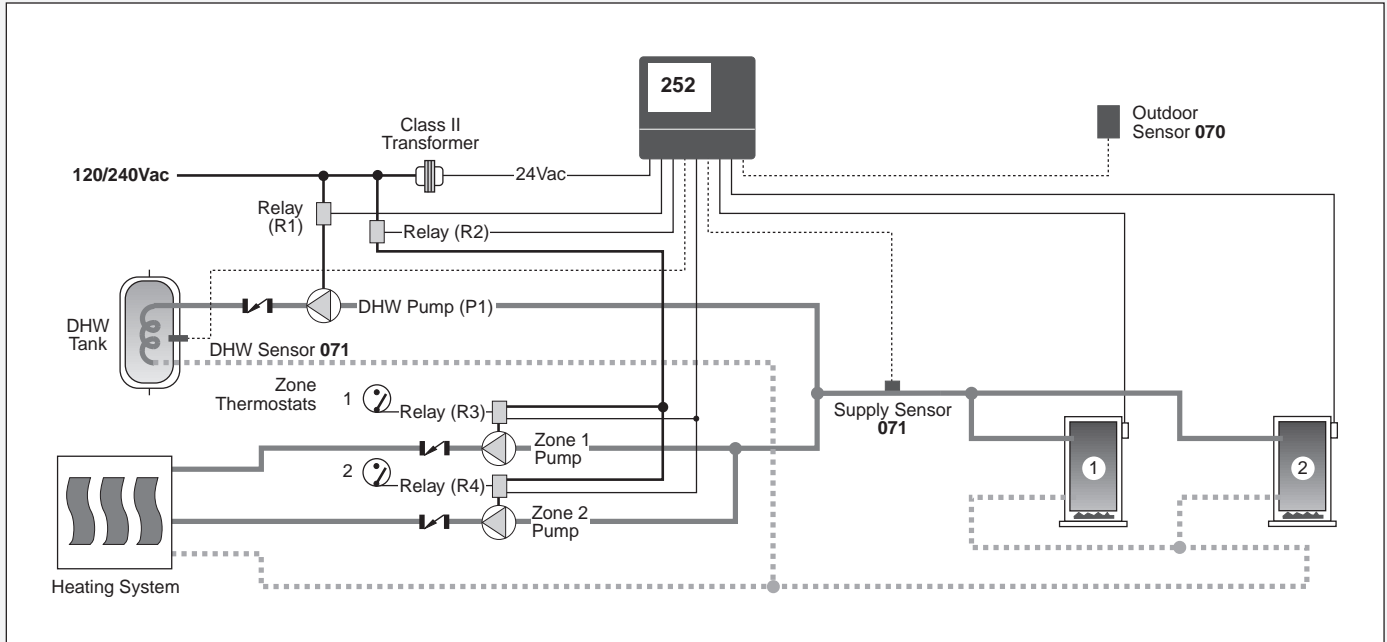 252
Outdoor
Sensor 070
Class II
Transformer
120/240Vac
24Vac
Relay
(R1)
Relay (R2)
DHW Pump (P1)
DHW
Tank
DHW Sensor 071
Zone
Thermostats
1
Relay (R3)
Supply Sensor
071
Zone 1
Pump
2
Relay (R4)
Zone 2
Pump
1
2
Heating System